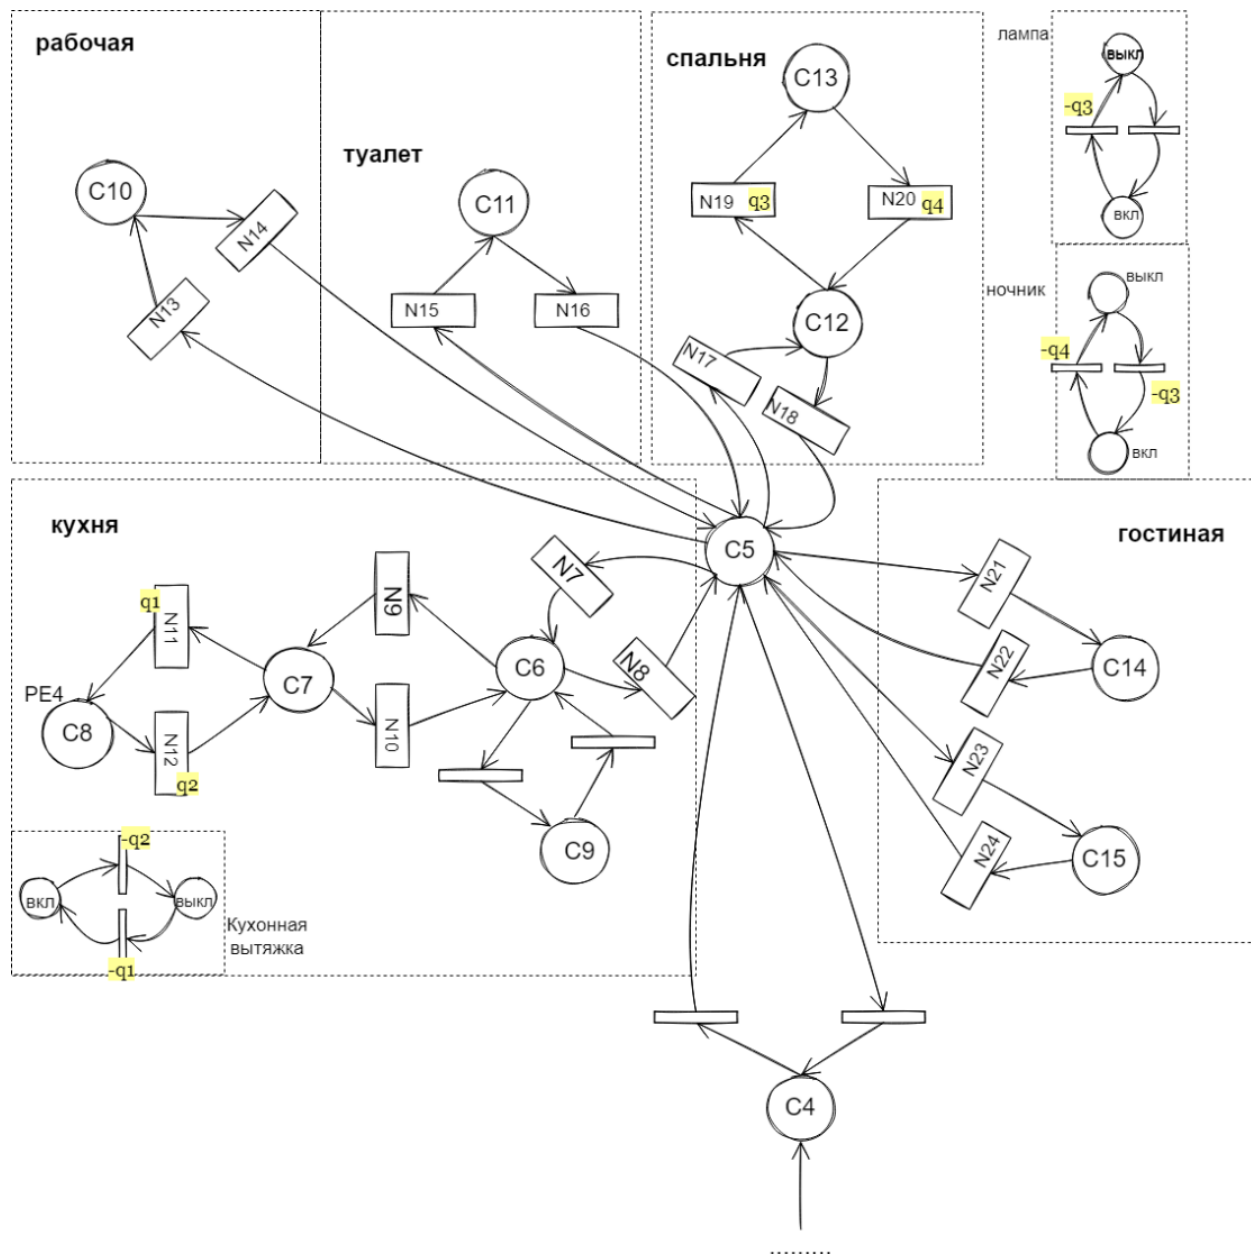 рабочая
туалет
спальня
лампа
C13
выкл
-q3
C10
N14
C11
N19 q3
N20 q4
вкл
N13
N15
N16
C12
ночник
выкл
-q4
-q3
вкл
N17
N18
кухня
гостиная
C5
N7
N9
N21
q1
N11
C7
C6
N8
N22
C14
PE4
C8
N12
q2
N10
N23
C9
N24
C15
-q2
вкл
выкл
-q1
Кухонная
вытяжка
C4
.........